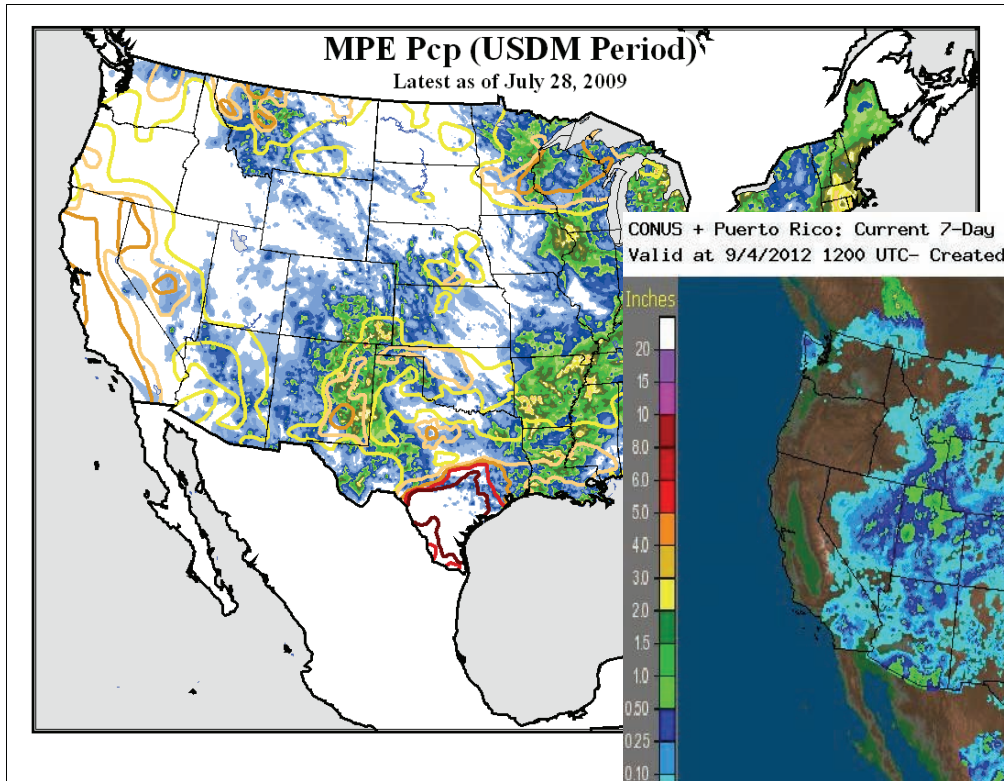 MPE Pcp (USDM Period)
Latest as of July 28, 2009
CONUS + Puerto Rico: Current 7-Day
Valid at 9/4/2012 1200 UTC- Created
Inches
20
15
10
8.0
6.0
5.0
4.0
3.0
2.0
1.5
1.0
0.50
0.25
0.10